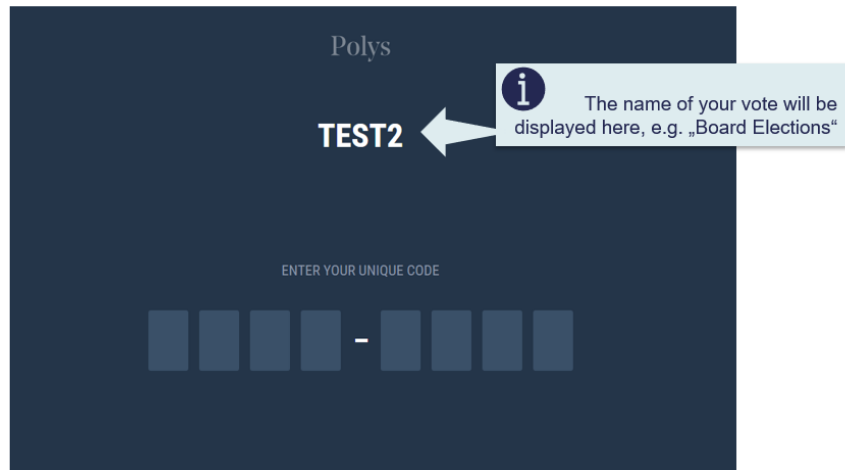 Polys
TEST2
The name of your vote will be
displayed here, e.g. „Board Elections“
ENTER YOUR UNIQUE CODE
–